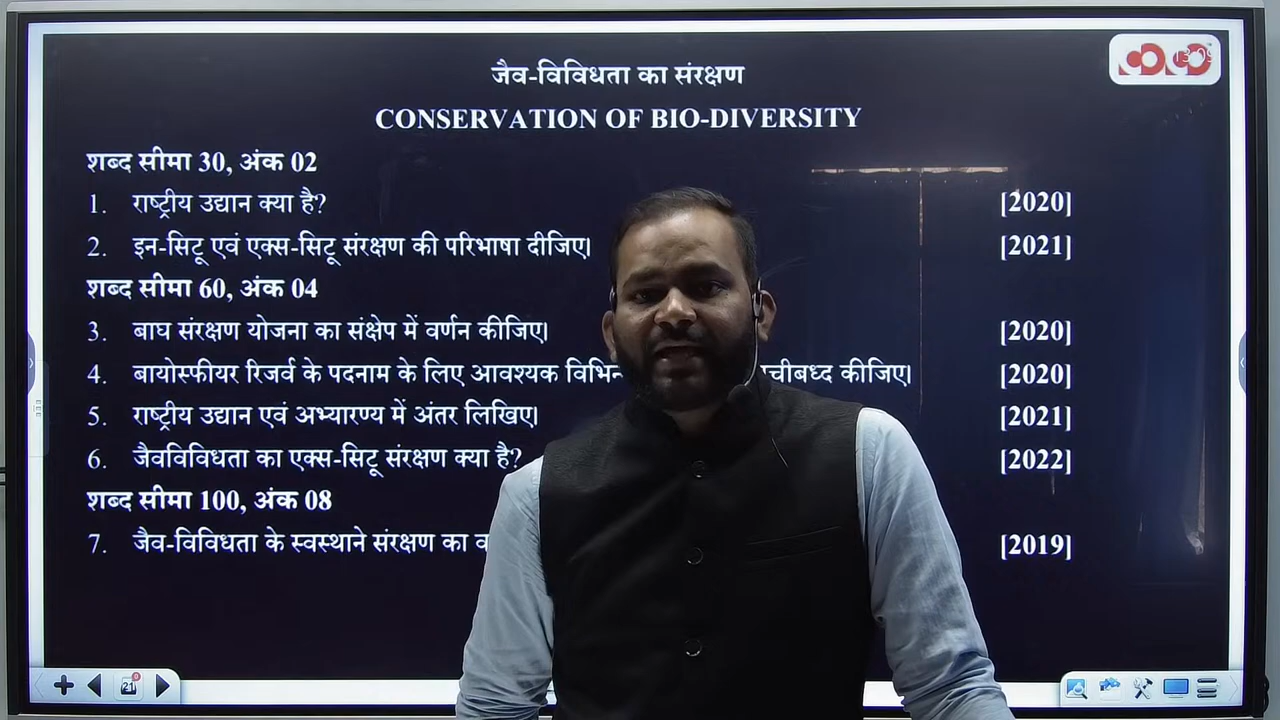 जैव-विविधता का संरक्षण
CONSERVATION OF BIO-DIVERSITY
शब्द सीमा 30, अंक 02
1. राष्ट्रीय उद्यान क्या है? [2020]
2. इन-सिटू एवं एक्स-सिटू संरक्षण की परिभाषा दीजिए। [2021]
शब्द सीमा 60, अंक 04
3. बाघ संरक्षण योजना का संक्षेप में वर्णन कीजिए। [2020]
4. बायोस्फीयर रिजर्व के पदनाम के लिए आवश्यक कीजिए। [2020]
5. राष्ट्रीय उद्यान एवं अभ्यारण्य में अंतर लिखिए। [2021]
6. जैवविविधता का एक्स-सिटू संरक्षण क्या है? [2022]
शब्द सीमा 100, अंक 08
7. जैव-विविधता के स्वस्थाने संरक्षण का [2019]
21